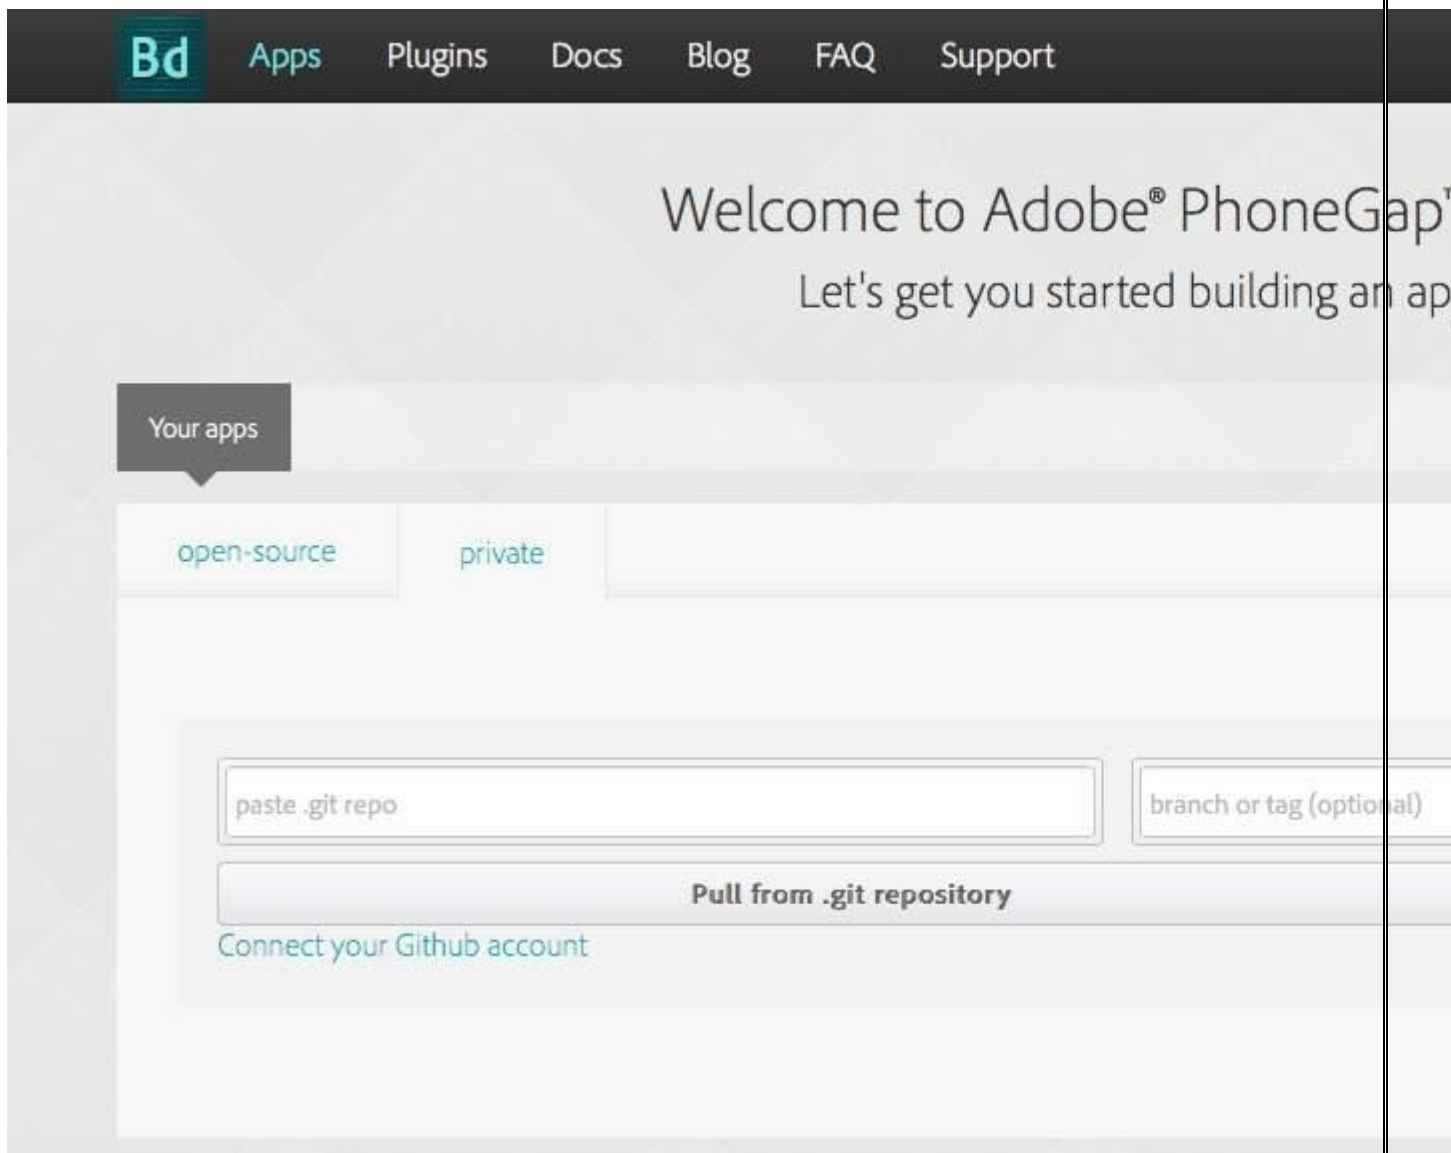 Bd Apps Plugins Docs Blog FAQ Support
Welcome to Adobe® PhoneGap™
Let's get you started building an ap
Your apps
open-source private
paste .git repo branch or tag (optional)
Pull from .git repository
Connect your Github account